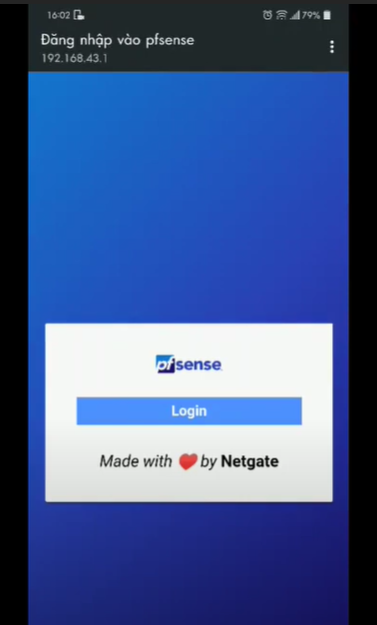 16:02 79%
Đăng nhập vào pfsense
192.168.43.1
pfsense
Login
Made with ❤️ by Netgate